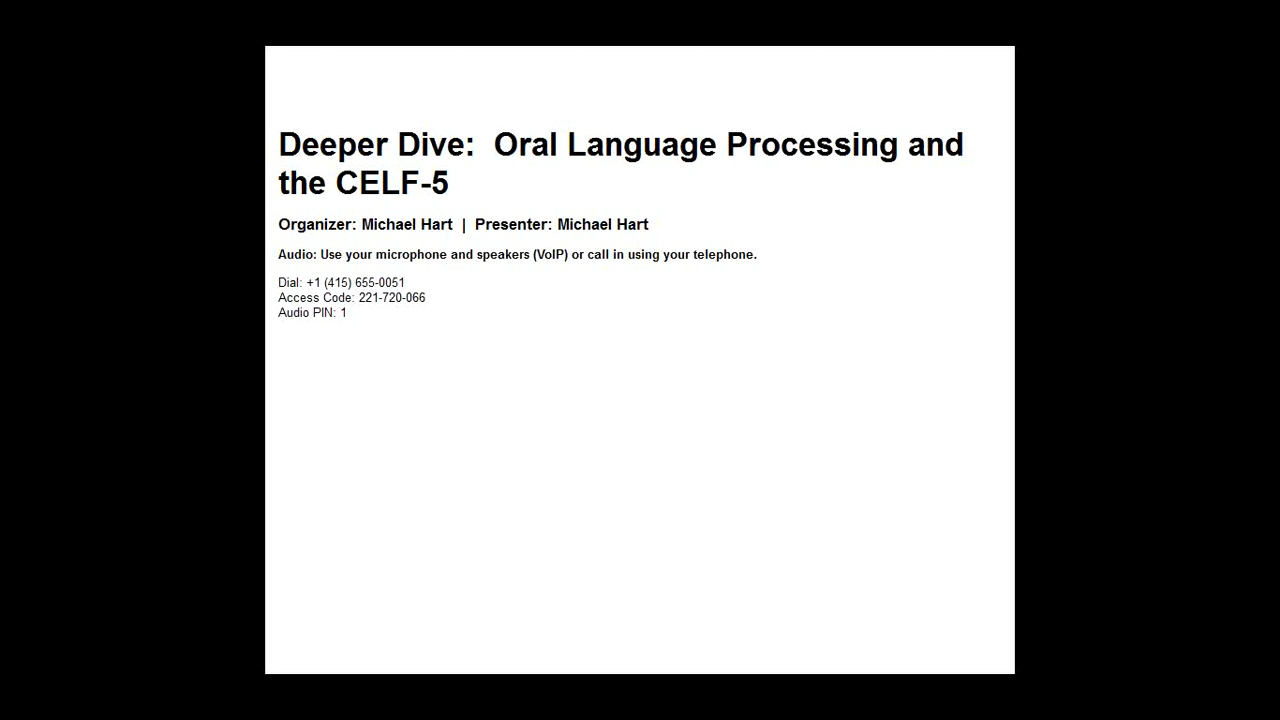 Deeper Dive:  Oral Language Processing and
the CELF-5
Organizer: Michael Hart  |  Presenter: Michael Hart
Audio: Use your microphone and speakers (VoIP) or call in using your telephone.
Dial: +1 (415) 655-0051
Access Code: 221-720-066
Audio PIN: 1